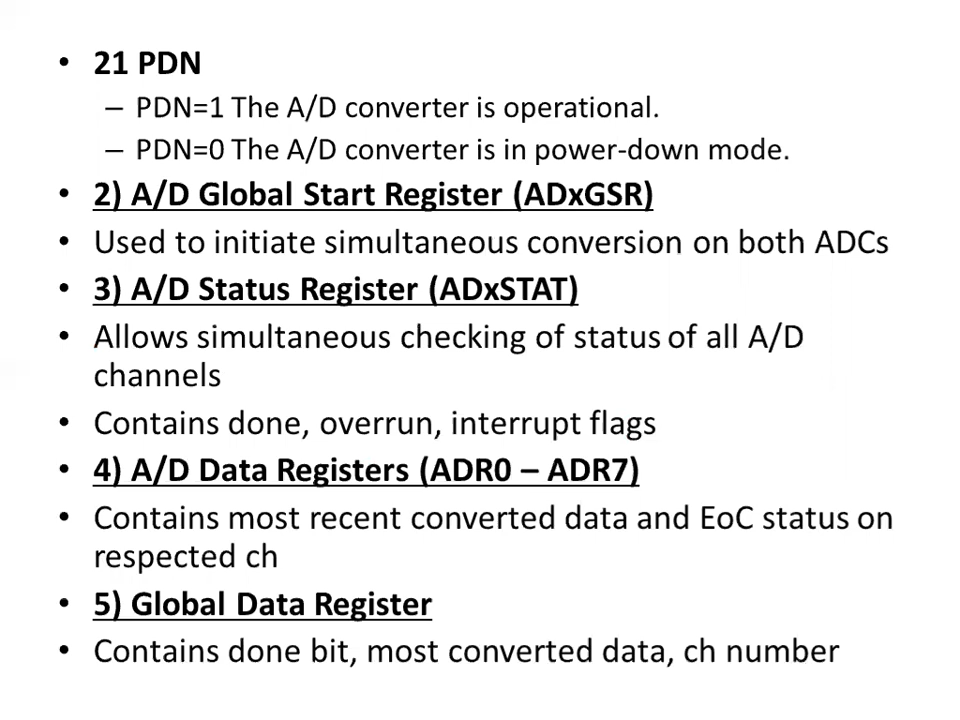 • 21 PDN
– PDN=1 The A/D converter is operational.
– PDN=0 The A/D converter is in power-down mode.
• 2) A/D Global Start Register (ADxGSR)
• Used to initiate simultaneous conversion on both ADCs
• 3) A/D Status Register (ADxSTAT)
• Allows simultaneous checking of status of all A/D
channels
• Contains done, overrun, interrupt flags
• 4) A/D Data Registers (ADR0 – ADR7)
• Contains most recent converted data and EoC status on
respected ch
• 5) Global Data Register
• Contains done bit, most converted data, ch number